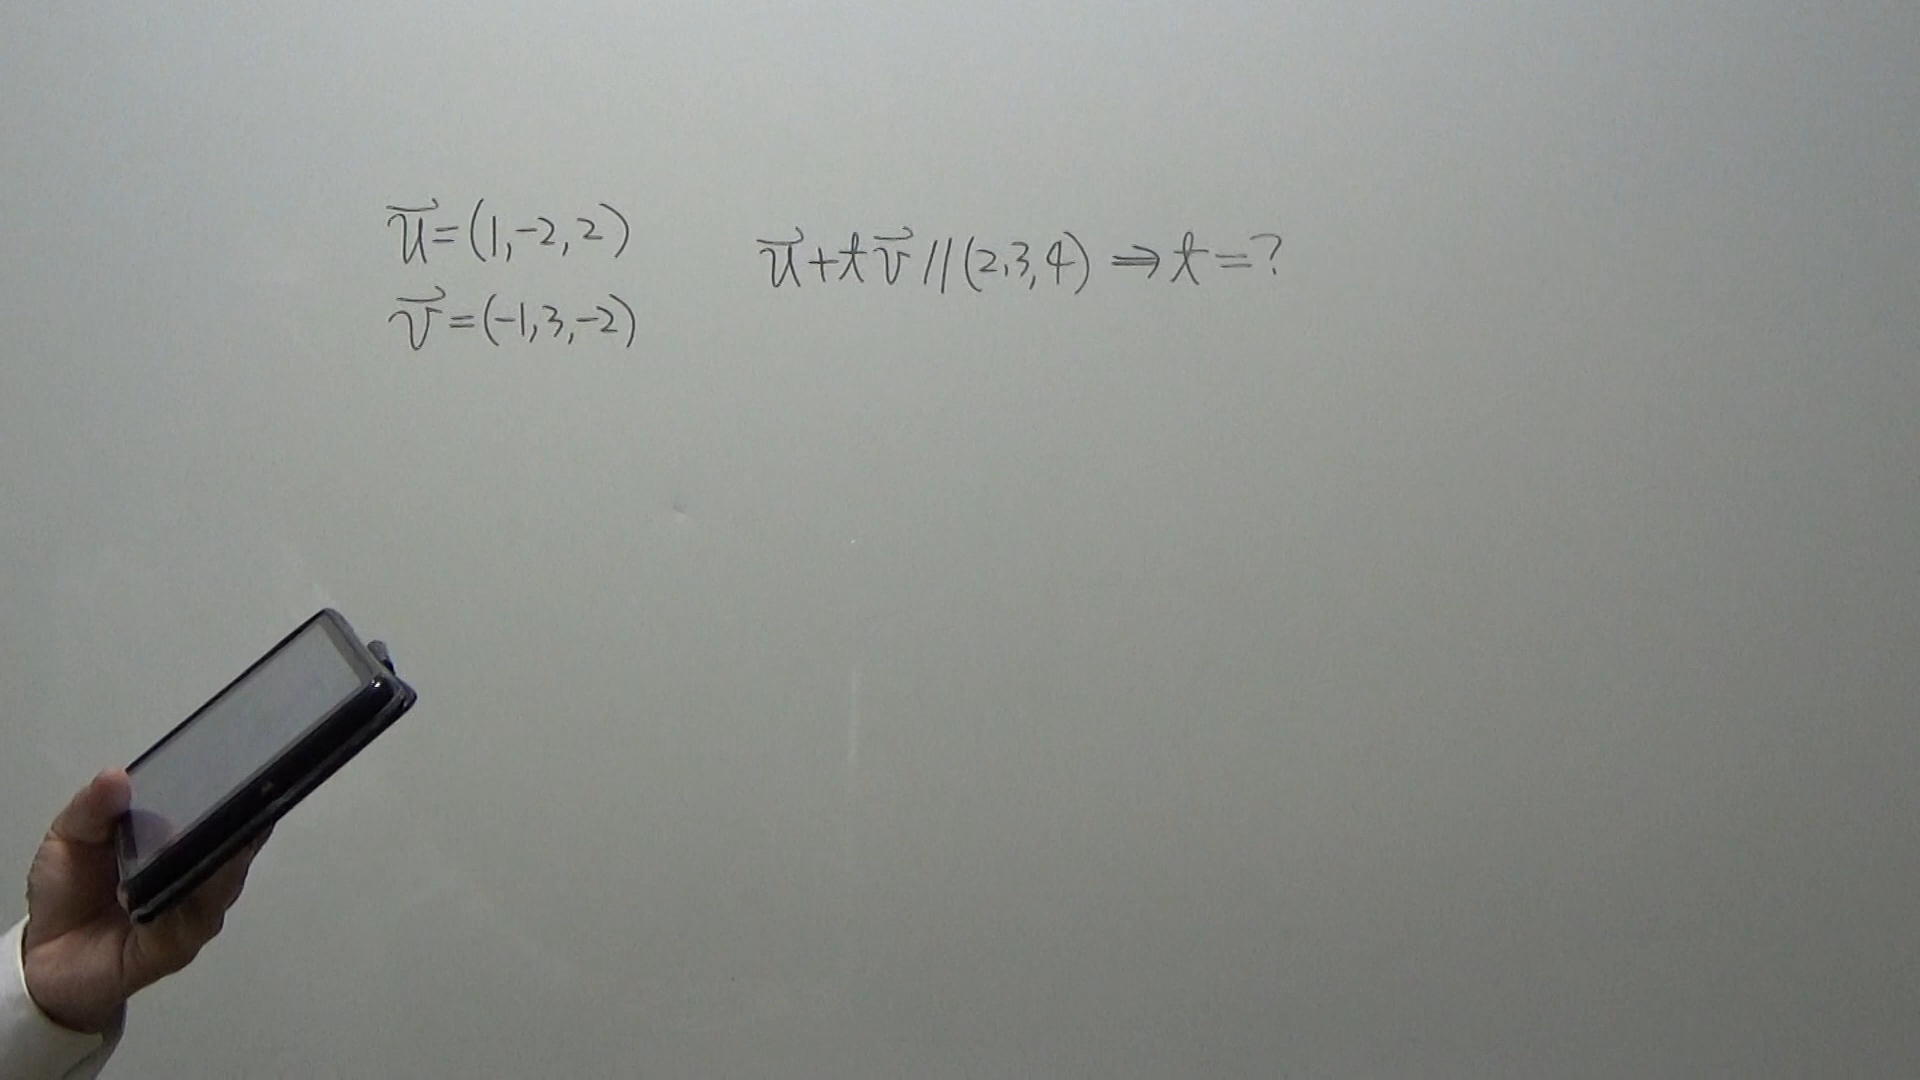 u⃗=(1,-2,2)
v⃗=(-1,3,-2)
u⃗+tv⃗//(2,3,4)⇒t=?